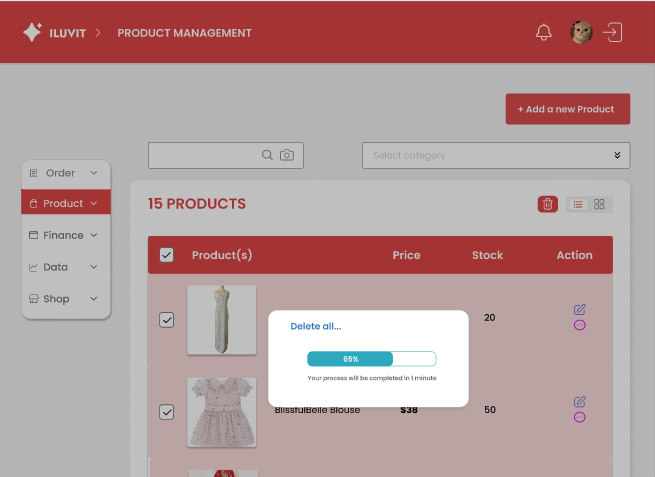 ILUVIT > PRODUCT MANAGEMENT
+ Add a new Product
Select category
Order
Product
Finance
Data
Shop
15 PRODUCTS
Product(s) Price Stock Action
20
Delete all...
65%
Your process will be completed in 1 minute
BlissfulBelle Blouse $38 50